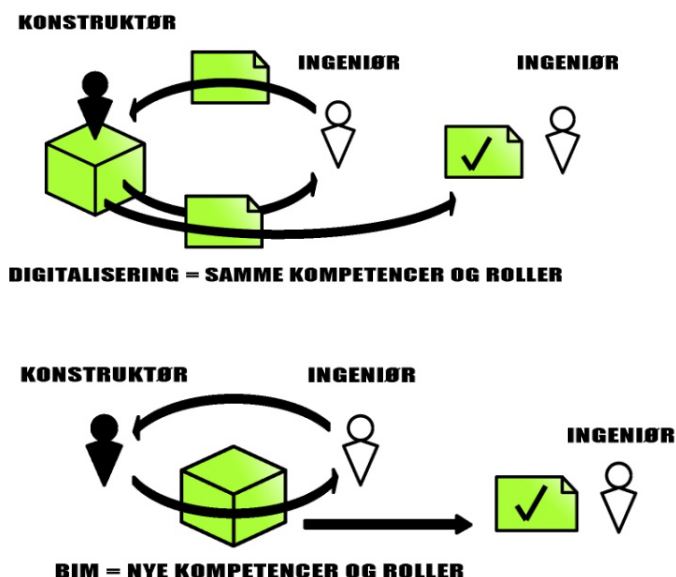 KONSTRUKTØR
INGENIØR
INGENIØR
DIGITALISERING = SAMME KOMPETENCER OG ROLLER
KONSTRUKTØR
INGENIØR
INGENIØR
BIM = NYE KOMPETENCER OG ROLLER